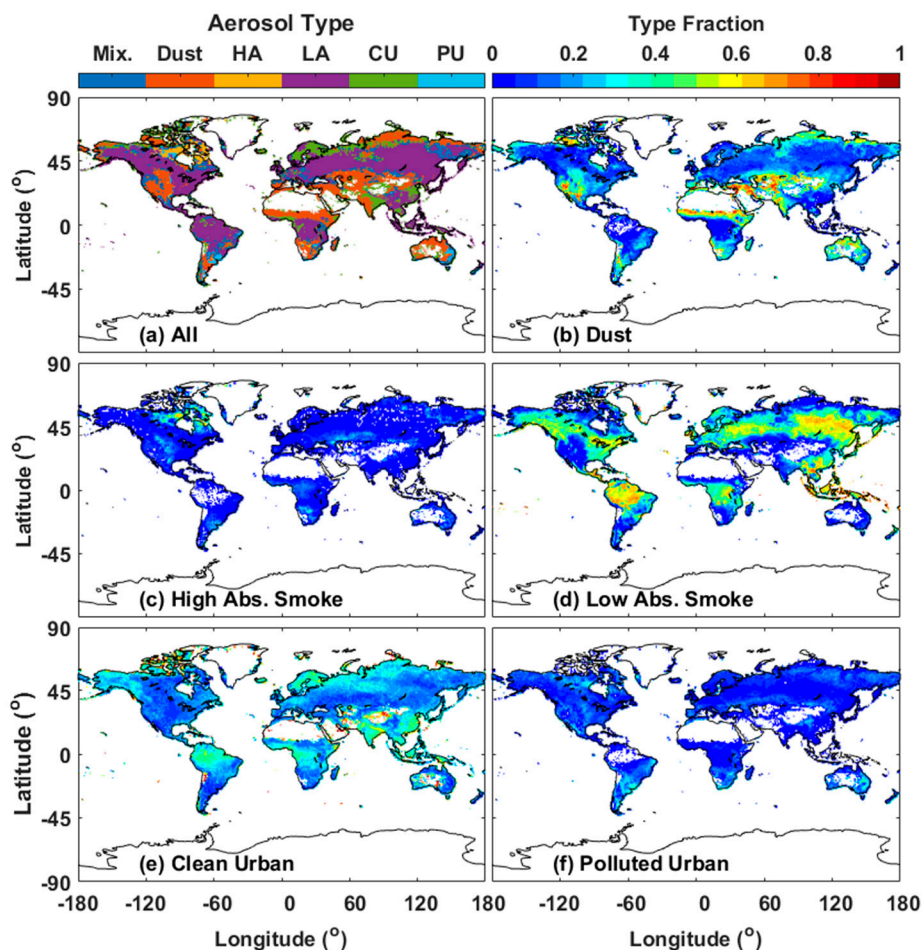 Aerosol Type
Type Fraction
Mix. Dust HA LA CU PU
0 0.2 0.4 0.6 0.8 1
90
45
0
-45
Latitude (°)
(a) All
(b) Dust
90
45
0
-45
Latitude (°)
(c) High Abs. Smoke
(d) Low Abs. Smoke
90
45
0
-45
-90
Latitude (°)
(e) Clean Urban
(f) Polluted Urban
-180 -120 -60 0 60 120 180
-120 -60 0 60 120 180
Longitude (°)
Longitude (°)